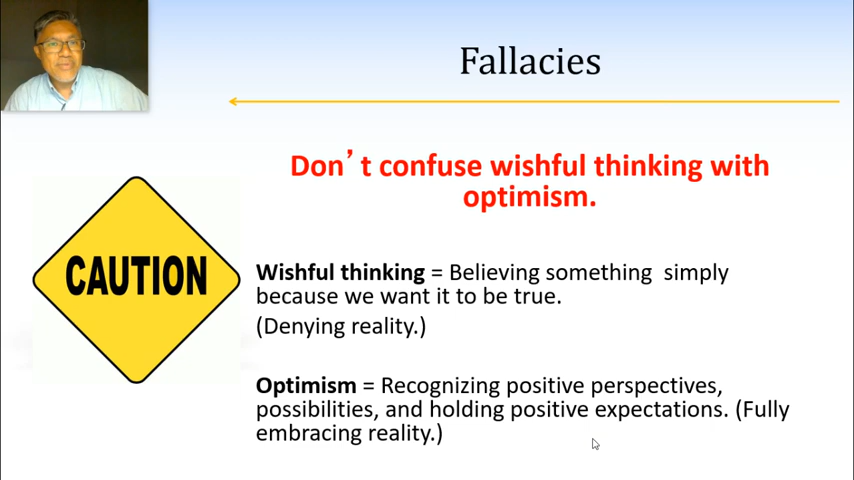 Fallacies
Don’t confuse wishful thinking with
optimism.
CAUTION
Wishful thinking = Believing something  simply
because we want it to be true.
(Denying reality.)
Optimism = Recognizing positive perspectives,
possibilities, and holding positive expectations. (Fully
embracing reality.)